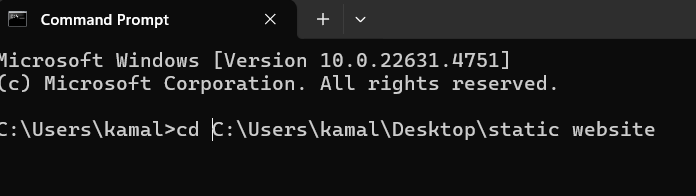 Command Prompt
Microsoft Windows [Version 10.0.22631.4751]
(c) Microsoft Corporation. All rights reserved.
C:\Users\kamal>cd C:\Users\kamal\Desktop\static website